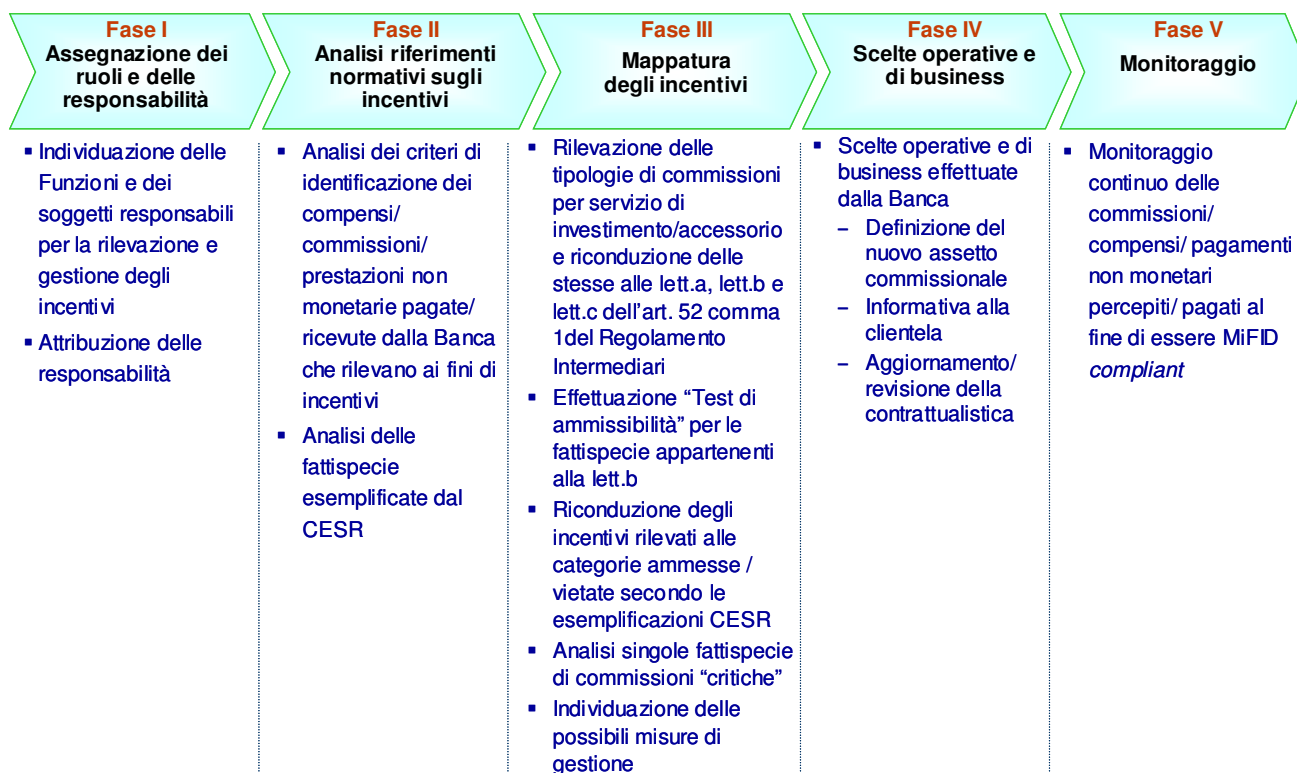 Fase I
Assegnazione dei
ruoli e delle
responsabilità
▪ Individuazione delle
Funzioni e dei
soggetti responsabili
per la rilevazione e
gestione degli
incentivi
▪ Attribuzione delle
responsabilità
Fase II
Analisi riferimenti
normativi sugli
incentivi
▪ Analisi dei criteri di
identificazione dei
compensi/
commissioni/
prestazioni non
monetarie pagate/
ricevute dalla Banca
che rilevano ai fini di
incentivi
▪ Analisi delle
fattispecie
esemplificate dal
CESR
Fase III
Mappatura
degli incentivi
▪ Rilevazione delle
tipologie di commissioni
per servizio di
investimento/accessorio
e riconduzione delle
stesse alle lett.a, lett.b e
lett.c dell'art. 52 comma
1del Regolamento
Intermediari
▪ Effettuazione “Test di
ammissibilità” per le
fattispecie appartenenti
alla lett.b
▪ Riconduzione degli
incentivi rilevati alle
categorie ammesse /
vietate secondo le
esemplificazioni CESR
▪ Analisi singole fattispecie
di commissioni “critiche”
▪ Individuazione delle
possibili misure di
gestione
Fase IV
Scelte operative e
di business
▪ Scelte operative e di
business effettuate
dalla Banca
– Definizione del
nuovo assetto
commissionale
– Informativa alla
clientela
– Aggiornamento/
revisione della
contrattualistica
Fase V
Monitoraggio
▪ Monitoraggio
continuo delle
commissioni/
compensi/ pagamenti
non monetari
percepiti/ pagati al
fine di essere MiFID
compliant